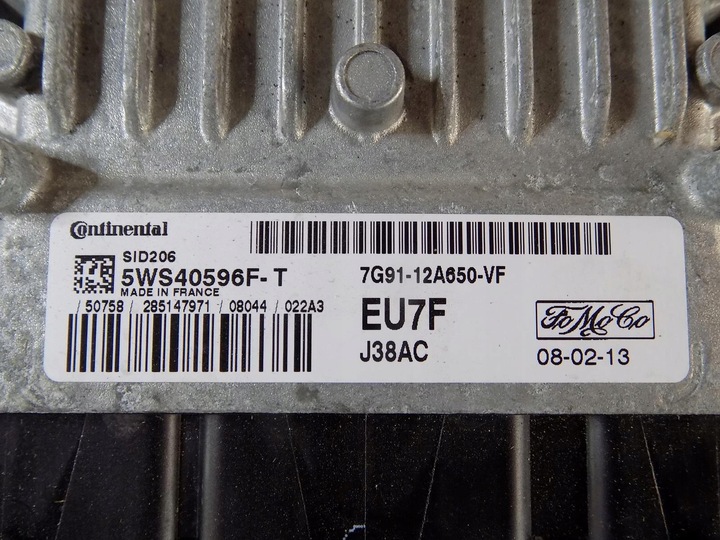 Continental
SID206
5WS40596F-T
MADE IN FRANCE
/ 50758 / 285147971 / 08044 / 022A3
7G91-12A650-VF
EU7F
J38AC
FoMoCo
08-02-13